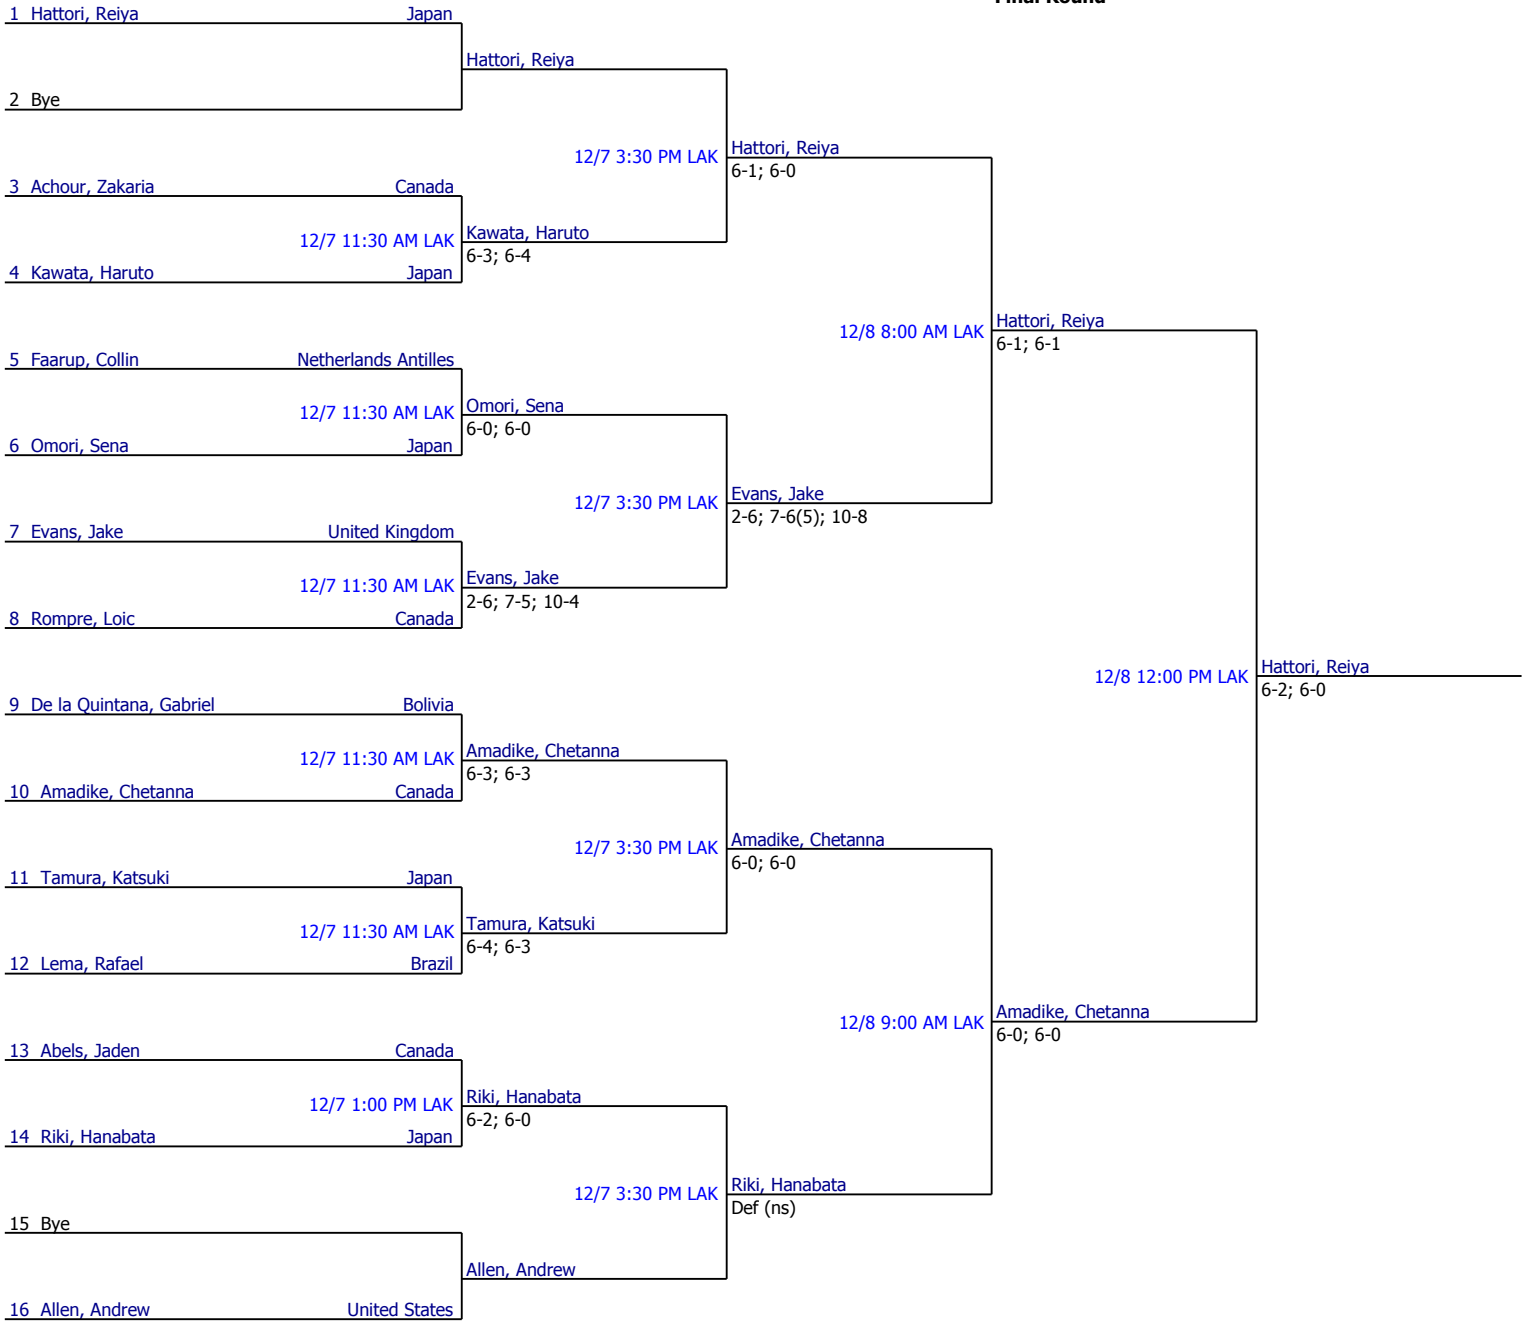 Final Round
1 Hattori, Reiya Japan
Hattori, Reiya
2 Bye
12/7 3:30 PM LAK Hattori, Reiya
6-1; 6-0
3 Achour, Zakaria Canada
12/7 11:30 AM LAK Kawata, Haruto
6-3; 6-4
4 Kawata, Haruto Japan
12/8 8:00 AM LAK Hattori, Reiya
6-1; 6-1
5 Faarup, Collin Netherlands Antilles
12/7 11:30 AM LAK Omori, Sena
6-0; 6-0
6 Omori, Sena Japan
12/7 3:30 PM LAK Evans, Jake
2-6; 7-6(5); 10-8
7 Evans, Jake United Kingdom
12/7 11:30 AM LAK Evans, Jake
2-6; 7-5; 10-4
8 Rompre, Loic Canada
12/8 12:00 PM LAK Hattori, Reiya
6-2; 6-0
9 De la Quintana, Gabriel Bolivia
12/7 11:30 AM LAK Amadike, Chetanna
6-3; 6-3
10 Amadike, Chetanna Canada
12/7 3:30 PM LAK Amadike, Chetanna
6-0; 6-0
11 Tamura, Katsuki Japan
12/7 11:30 AM LAK Tamura, Katsuki
6-4; 6-3
12 Lema, Rafael Brazil
12/8 9:00 AM LAK Amadike, Chetanna
6-0; 6-0
13 Abels, Jaden Canada
12/7 1:00 PM LAK Riki, Hanabata
6-2; 6-0
14 Riki, Hanabata Japan
12/7 3:30 PM LAK Riki, Hanabata
Def (ns)
15 Bye
Allen, Andrew
16 Allen, Andrew United States